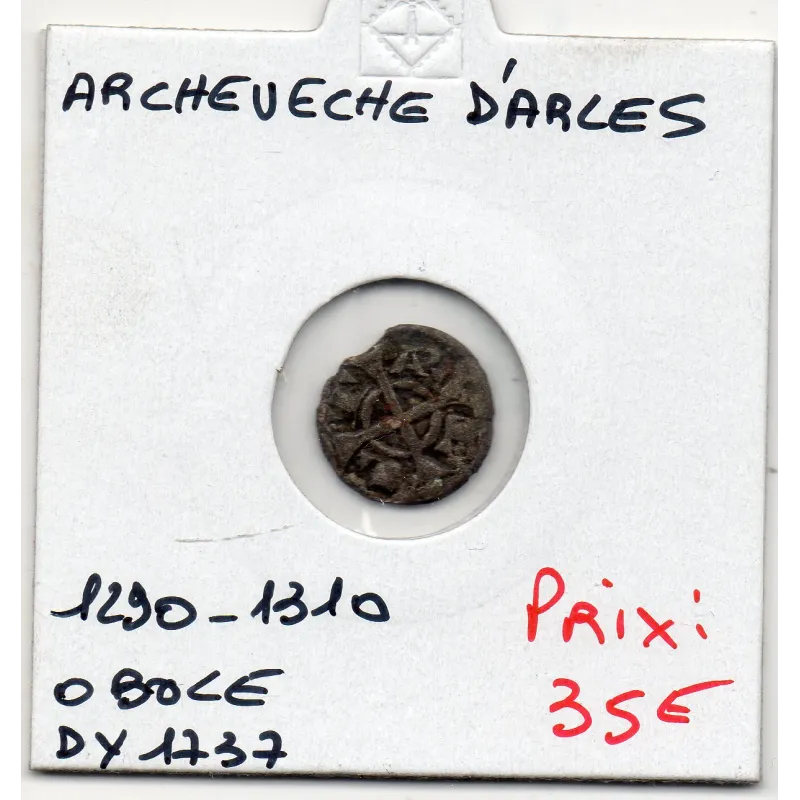 ARCHEVECHE D'ARLES
1290-1310
OBOLE
DY 1737
Prix:
35€